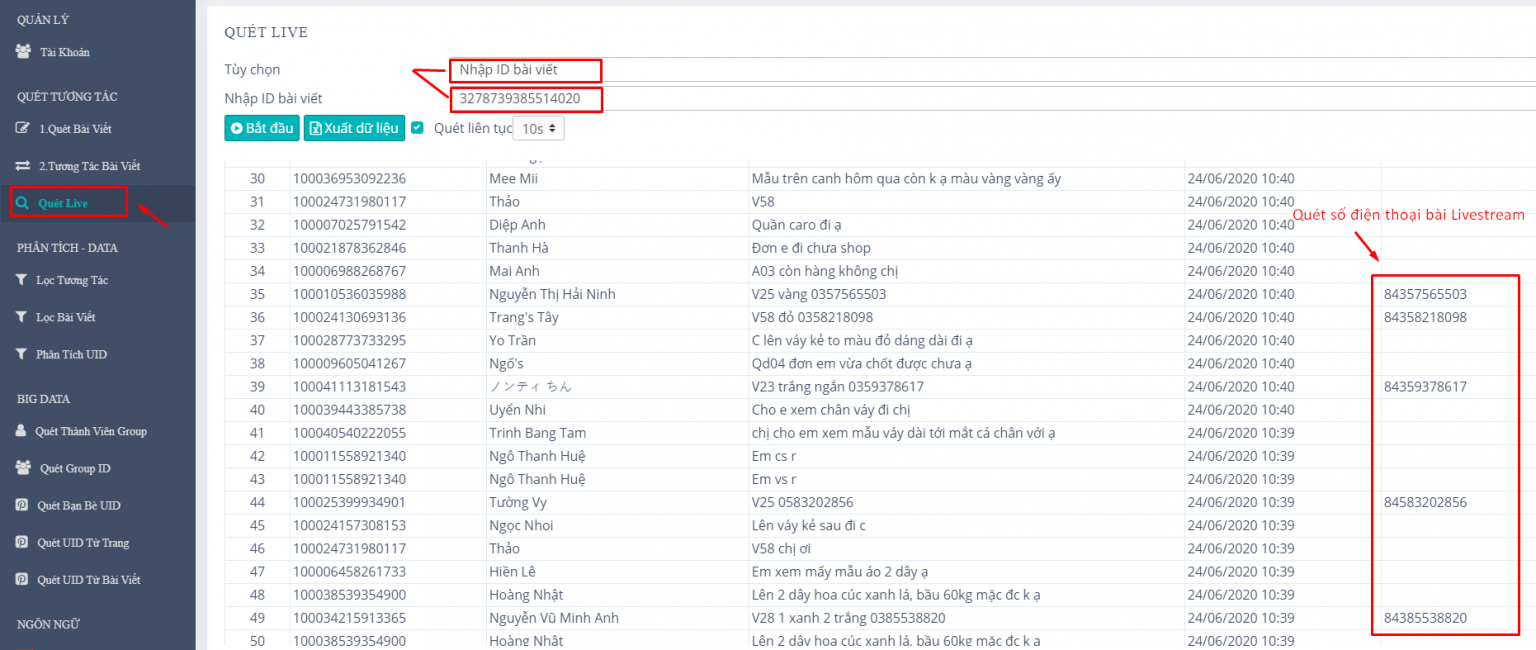 QUẢN LÝ
Tài Khoản
QUÉT TƯƠNG TÁC
1.Quét Bài Viết
2.Tương Tác Bài Viết
Quét Live
PHÂN TÍCH - DATA
Lọc Tương Tác
Lọc Bài Viết
Phân Tích UID
BIG DATA
Quét Thành Viên Group
Quét Group ID
Quét Bạn Bè UID
Quét UID Từ Trang
Quét UID Từ Bài Viết
NGÔN NGỮ
QUÉT LIVE
Tùy chọn Nhập ID bài viết
Nhập ID bài viết 3278739385514020
Bắt đầu Xuất dữ liệu Quét liên tục 10s
Quét số điện thoại bài Livestream
30 100036953092236 Mee Mii Mẫu trên canh hôm qua còn k ạ màu vàng vàng ấy 24/06/2020 10:40
31 100024731980117 Thảo V58 24/06/2020 10:40
32 100007025791542 Diệp Anh Quần caro đi ạ 24/06/2020 10:40
33 100021878362846 Thanh Hà Đơn e đi chưa shop 24/06/2020 10:40
34 100006988268767 Mai Anh A03 còn hàng không chị 24/06/2020 10:40
35 100010536035988 Nguyễn Thị Hải Ninh V25 vàng 0357565503 24/06/2020 10:40 84357565503
36 100024130693136 Trang's Tây V58 đỏ 0358218098 24/06/2020 10:40 84358218098
37 100028773733295 Yo Trần C lên váy kẻ to màu đỏ dáng dài đi ạ 24/06/2020 10:40
38 100009605041267 Ngố's Qd04 đơn em vừa chốt được chưa ạ 24/06/2020 10:40
39 100041113181543 ノンティ ちん V23 trắng ngắn 0359378617 24/06/2020 10:40 84359378617
40 100039443385738 Uyển Nhi Cho e xem chân váy đi chị 24/06/2020 10:40
41 100040540222055 Trinh Bang Tam chị cho em xem mẫu váy dài tới mắt cá chân với ạ 24/06/2020 10:39
42 100011558921340 Ngô Thanh Huệ Em cs r 24/06/2020 10:39
43 100011558921340 Ngô Thanh Huệ Em vs r 24/06/2020 10:39
44 100025399934901 Tường Vy V25 0583202856 24/06/2020 10:39 84583202856
45 100024157308153 Ngọc Nhoi Lên váy kẻ sau đi c 24/06/2020 10:39
46 100024731980117 Thảo V58 chị ơi 24/06/2020 10:39
47 100006458261733 Hiền Lê Em xem mấy mẫu áo 2 dây ạ 24/06/2020 10:39
48 100038539354900 Hoàng Nhật Lên 2 dây hoa cúc xanh lá, bầu 60kg mặc đc k ạ 24/06/2020 10:39
49 100034215913365 Nguyễn Vũ Minh Anh V28 1 xanh 2 trắng 0385538820 24/06/2020 10:39 84385538820
50 100038539354900 Hoàng Nhật Lên 2 dây hoa cúc xanh lá, bầu 60kg mặc đc k ạ 24/06/2020 10:39